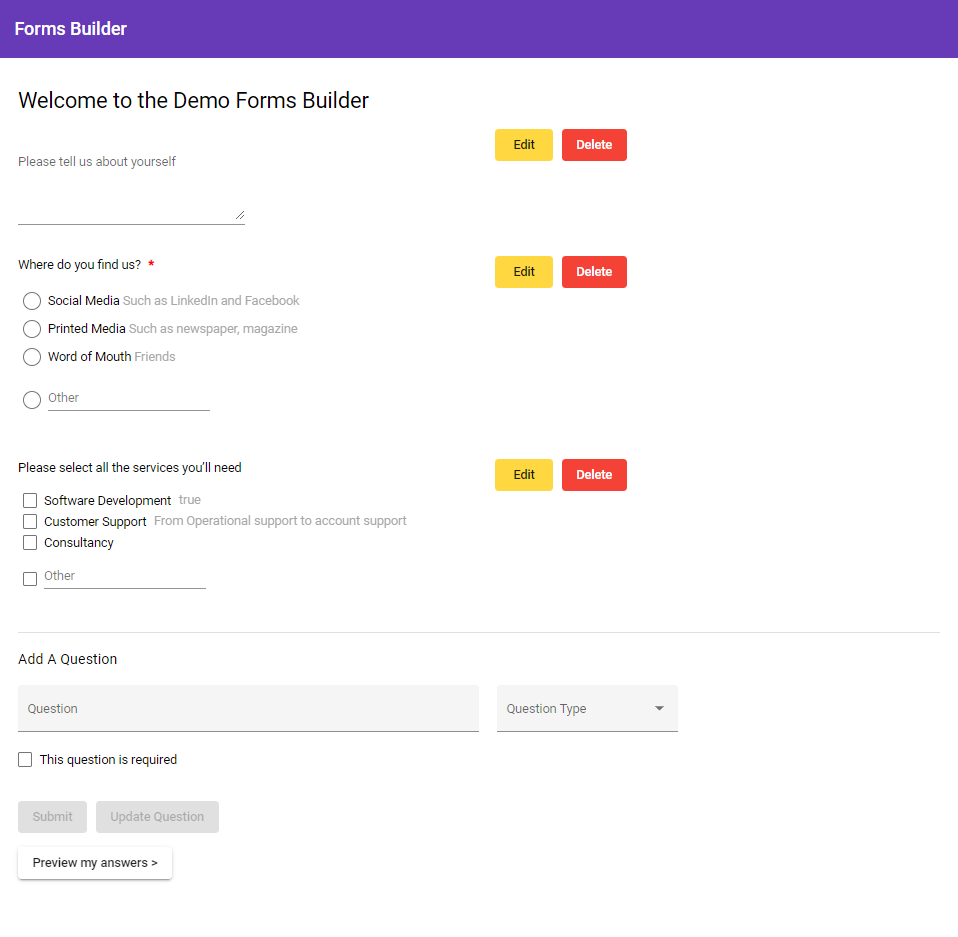 Forms Builder
Welcome to the Demo Forms Builder
Edit Delete
Please tell us about yourself
Where do you find us? * Edit Delete
Social Media Such as LinkedIn and Facebook
Printed Media Such as newspaper, magazine
Word of Mouth Friends
Other
Please select all the services you'll need Edit Delete
Software Development true
Customer Support From Operational support to account support
Consultancy
Other
Add A Question
Question Question Type
This question is required
Submit Update Question
Preview my answers >